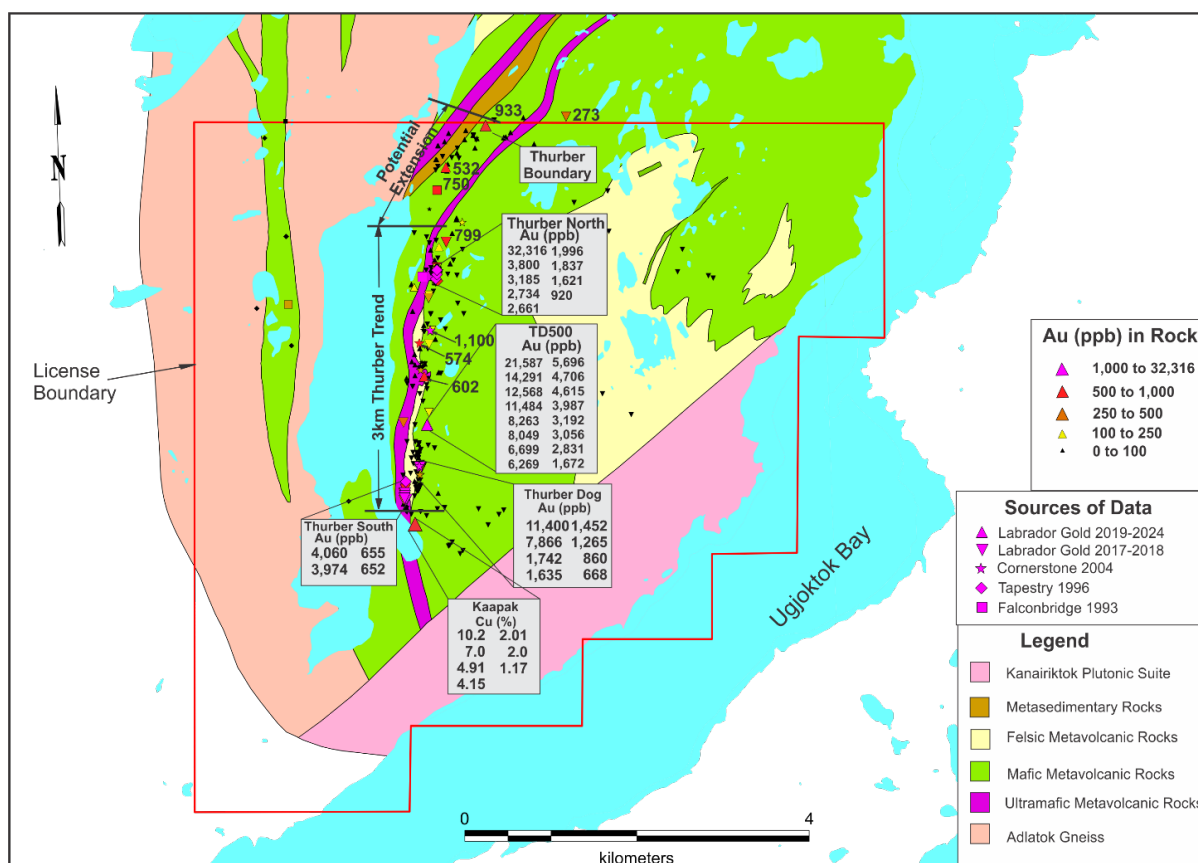 N
Potential
Extension
933
273
Thurber
Boundary
532
750
799
Thurber North
Au (ppb)
32,316 1,996
3,800 1,837
3,185 1,621
2,734 920
2,661
3km Thurber Trend
TD500
Au (ppb)
21,587 5,696
14,291 4,706
12,568 4,615
11,484 3,987
8,263 3,192
8,049 3,056
6,699 2,831
6,269 1,672
1,100
574
602
License
Boundary
Thurber South
Au (ppb)
4,060 655
3,974 652
Thurber Dog
Au (ppb)
11,400 1,452
7,866 1,265
1,742 860
1,635 668
Kaapak
Cu (%)
10.2 2.01
7.0 2.0
4.91 1.17
4.15
Ugjoktok Bay
Au (ppb) in Rock
1,000 to 32,316
500 to 1,000
250 to 500
100 to 250
0 to 100
Sources of Data
Labrador Gold 2019-2024
Labrador Gold 2017-2018
Cornerstone 2004
Tapestry 1996
Falconbridge 1993
Legend
Kanairiktok Plutonic Suite
Metasedimentary Rocks
Felsic Metavolcanic Rocks
Mafic Metavolcanic Rocks
Ultramafic Metavolcanic Rocks
Adlatok Gneiss
0 4
kilometers